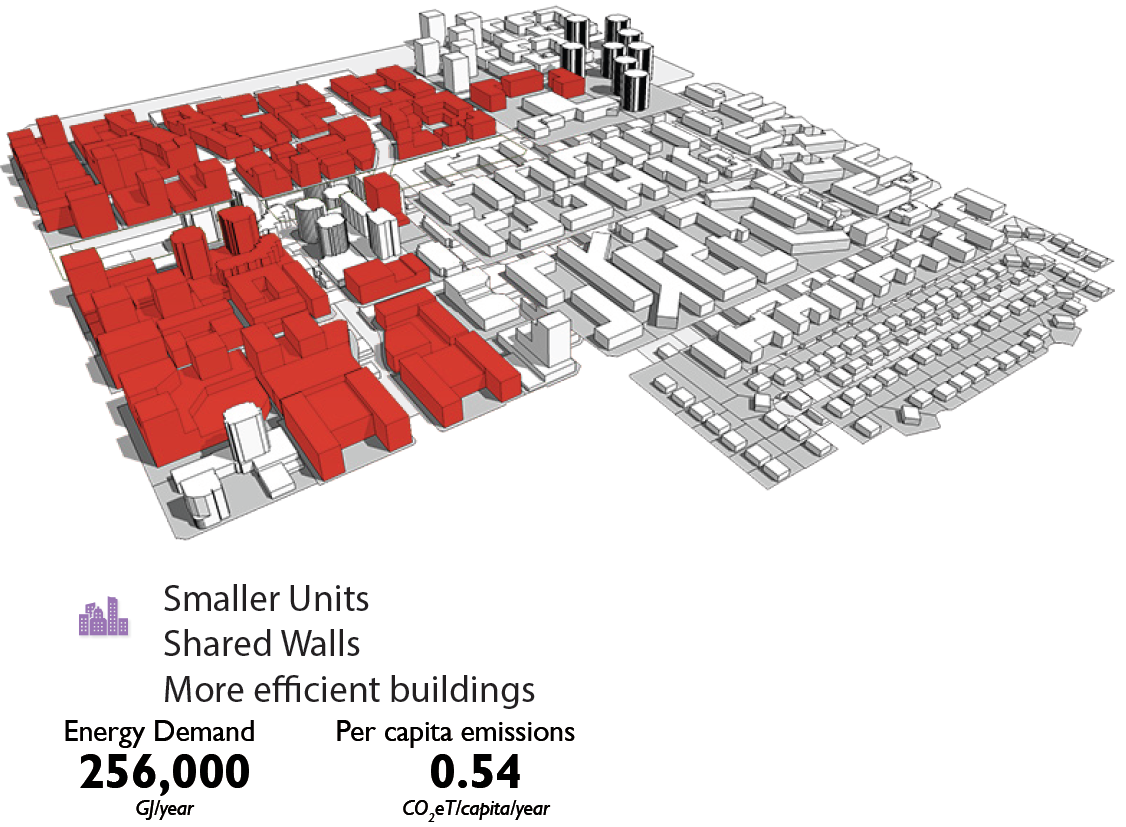 Smaller Units
Shared Walls
More efficient buildings
Energy Demand Per capita emissions
256,000 0.54
GJ/year CO₂eT/capita/year